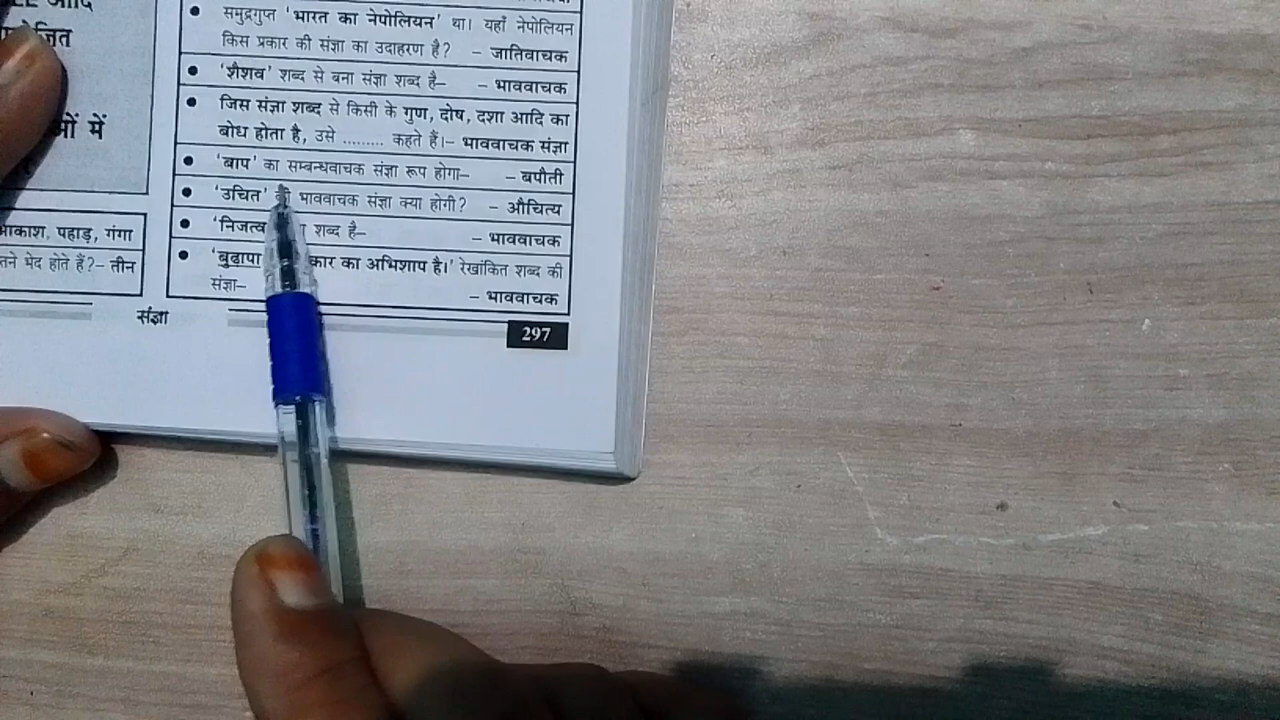 आदि
समुद्रगुप्त 'भारत का नेपोलियन' था। यहाँ नेपोलियन
किस प्रकार की संज्ञा का उदाहरण है? – जातिवाचक
'शैशव' शब्द से बना संज्ञा शब्द है– – भाववाचक
जिस संज्ञा शब्द से किसी के गुण, दोष, दशा आदि का
बोध होता है, उसे ......... कहते हैं।– भाववाचक संज्ञा
'बाप' का सम्बन्धवाचक संज्ञा रूप होगा– – बपौती
'उचित' भाववाचक संज्ञा क्या होगी? – औचित्य
'निजत्व शब्द है– – भाववाचक
'बुढ़ापा कार का अभिशाप है।' रेखांकित शब्द की
संज्ञा– – भाववाचक
ओं में
आकाश, पहाड़, गंगा
तने भेद होते हैं?– तीन
संज्ञा
297